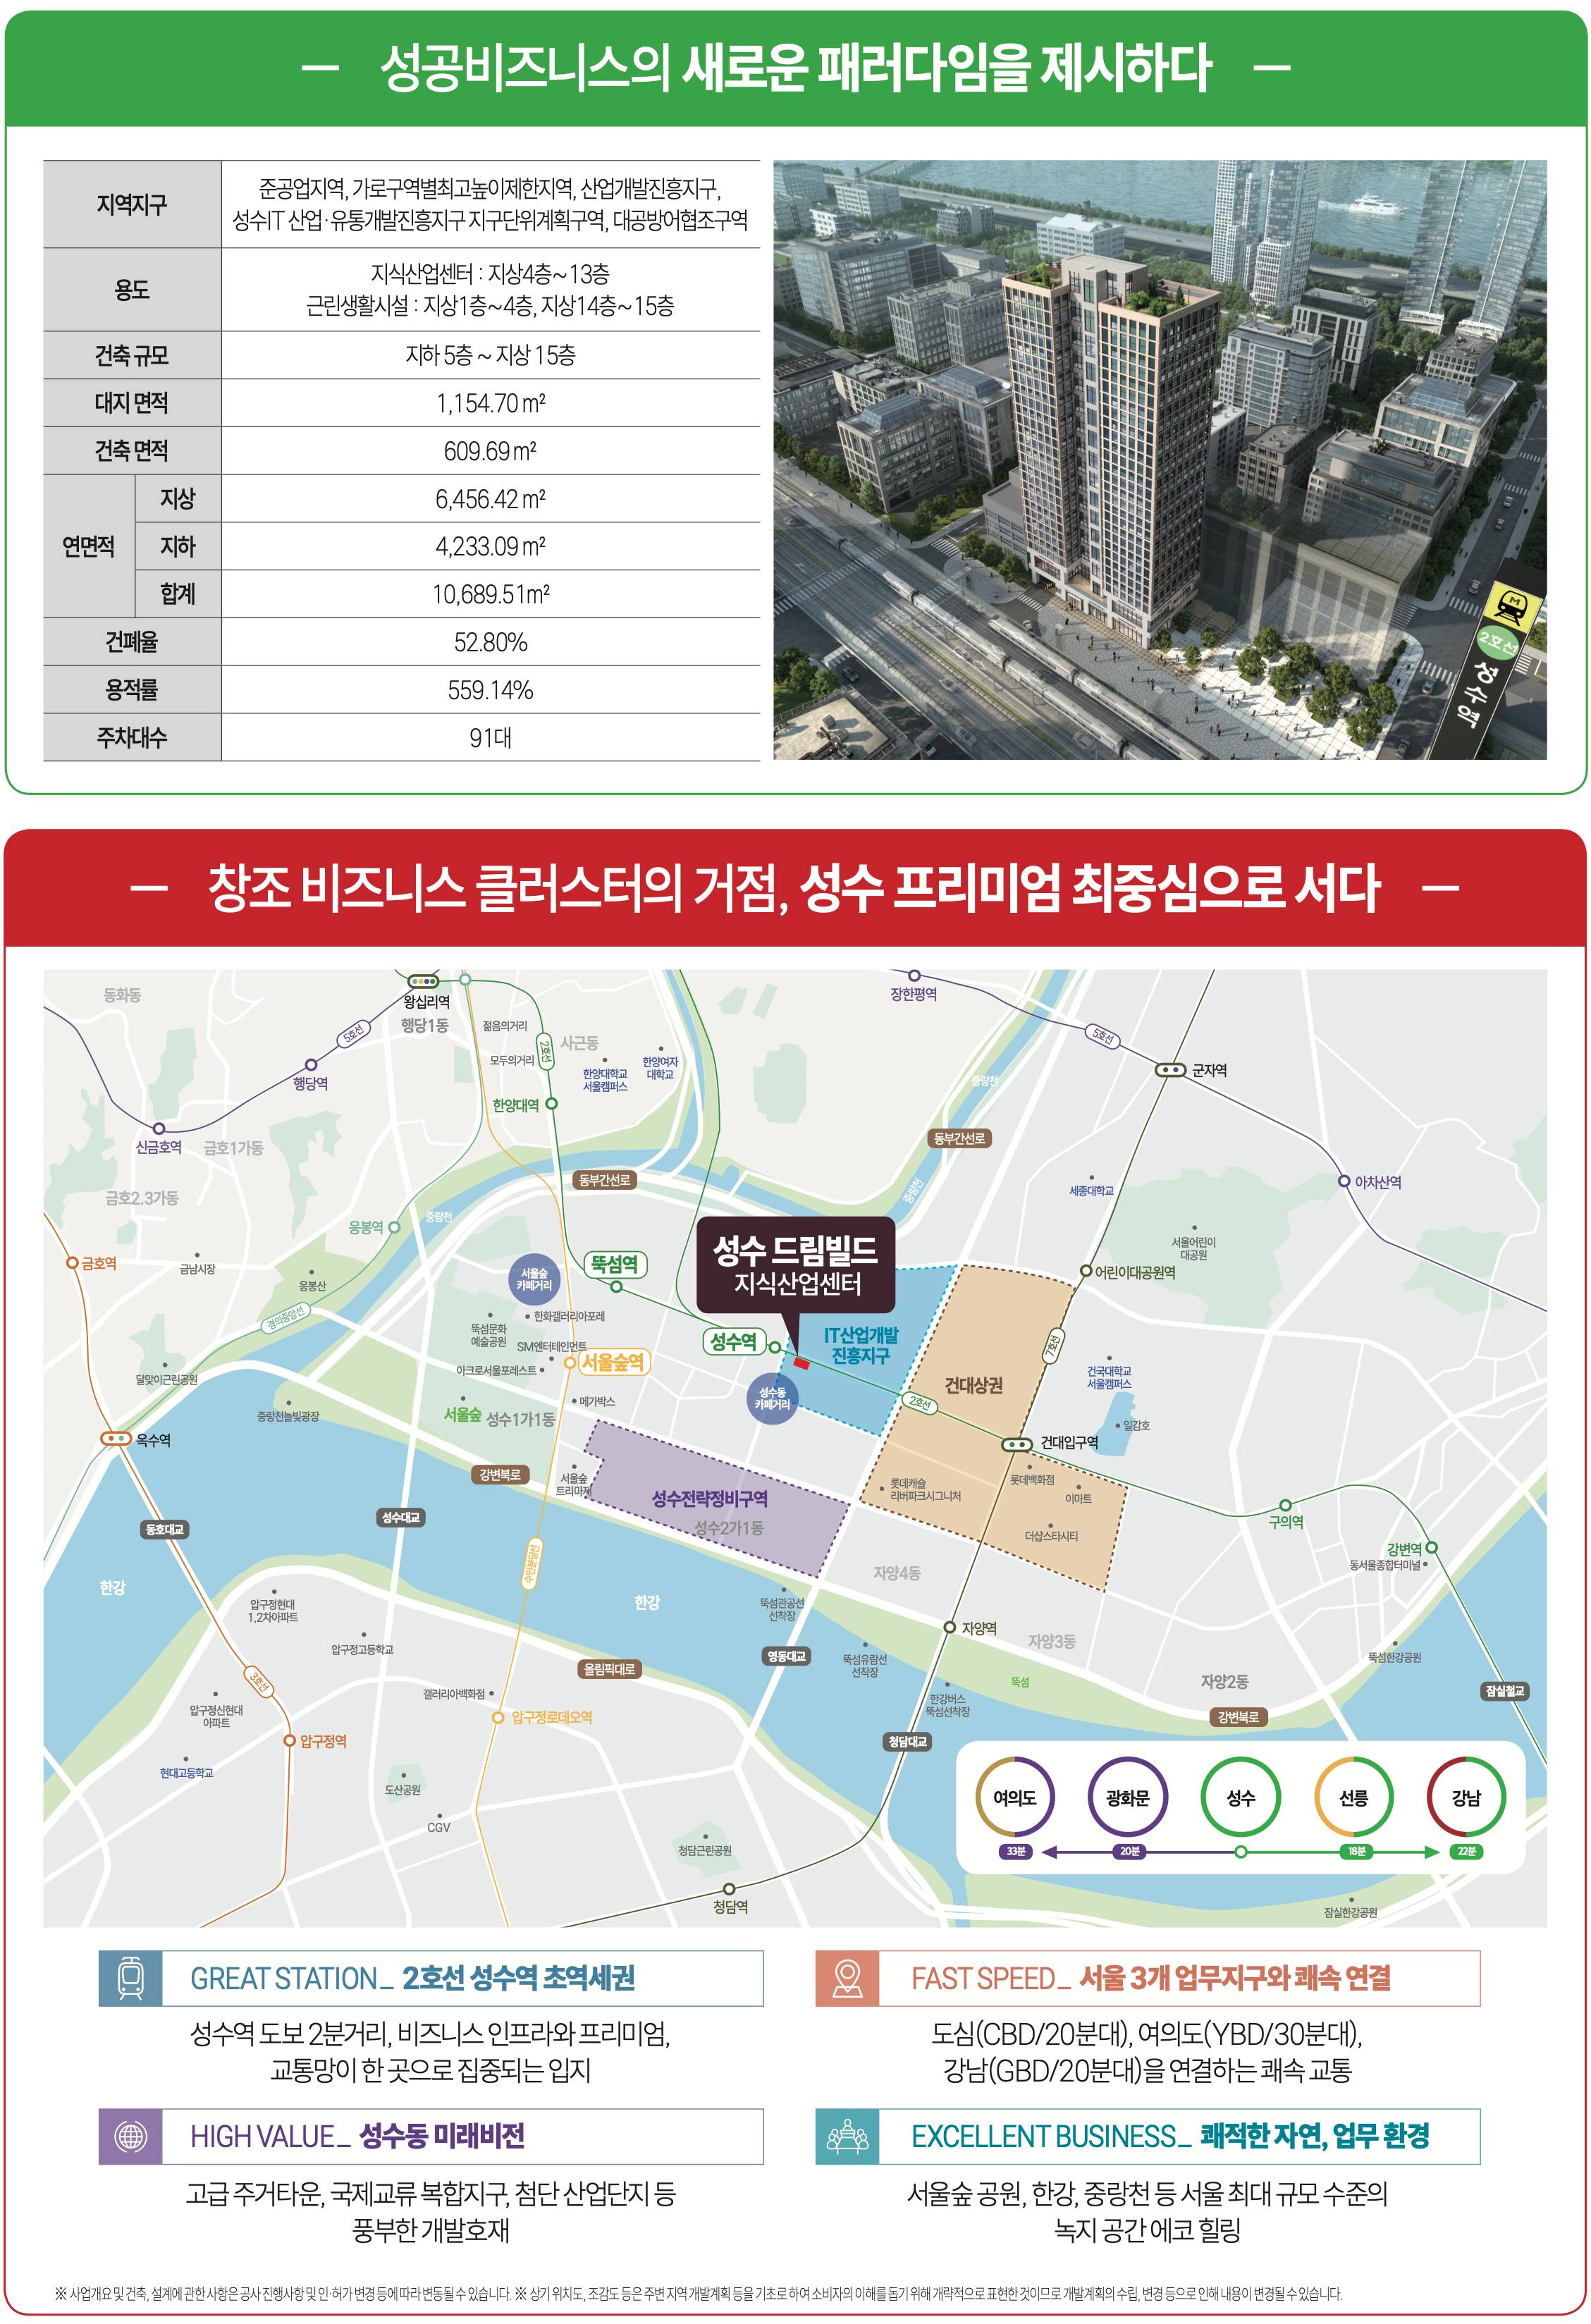 성공비즈니스의 새로운 패러다임을 제시하다
지역지구
준공업지역, 가로구역별최고높이제한지역, 산업개발진흥지구,
성수IT 산업·유통개발진흥지구 지구단위계획구역, 대공방어협조구역
용도
지식산업센터 : 지상4층~13층
근린생활시설 : 지상1층~4층, 지상14층~15층
건축 규모
지하 5층 ~ 지상 15층
대지 면적
1,154.70 m²
건축 면적
609.69 m²
연면적
지상
6,456.42 m²
지하
4,233.09 m²
합계
10,689.51m²
건폐율
52.80%
용적률
559.14%
주차대수
91대
M
2호선
성수역
창조 비즈니스 클러스터의 거점, 성수 프리미엄 최중심으로 서다
동화동
왕십리역
행당1동
젊음의거리
장한평역
5호선
모두의거리
2호선
사근동
한양대학교
서울캠퍼스
한양여자
대학교
중랑천
5호선
군자역
행당역
한양대역
신금호역
금호1가동
동부간선로
금호2.3가동
동부간선로
중랑천
세종대학교
아차산역
응봉역
중랑천
서울어린이
대공원
금호역
금남시장
응봉산
서울숲
카페거리
뚝섬역
성수 드림빌드
지식산업센터
어린이대공원역
경의중앙선
뚝섬문화
예술공원
한화갤러리아포레
SM엔터테인먼트
아크로서울포레스트
서울숲역
성수역
IT산업개발
진흥지구
7호선
건대상권
건국대학교
서울캠퍼스
달맞이근린공원
중랑천놀빛광장
서울숲
성수1가1동
메가박스
성수동
카페거리
2호선
일감호
옥수역
건대입구역
강변북로
서울숲
트리마제
성수전략정비구역
성수2가1동
롯데캐슬
리버파크시그니처
롯데백화점
이마트
더샵스타시티
구의역
강변역
동서울종합터미널
동호대교
성수대교
수인분당선
한강
한강
압구정현대
1,2차아파트
압구정고등학교
자양4동
뚝섬관공선
선착장
자양역
자양3동
영동대교
뚝섬유람선
선착장
뚝섬한강공원
3호선
올림픽대로
뚝섬
자양2동
잠실철교
압구정신현대
아파트
갤러리아백화점
압구정로데오역
한강버스
뚝섬선착장
강변북로
압구정역
청담대교
현대고등학교
도산공원
CGV
청담근린공원
청담역
잠실한강공원
여의도
광화문
성수
선릉
강남
33분
20분
18분
22분
GREAT STATION_ 2호선 성수역 초역세권
성수역 도보 2분거리, 비즈니스 인프라와 프리미엄,
교통망이 한 곳으로 집중되는 입지
FAST SPEED_ 서울 3개 업무지구와 쾌속 연결
도심(CBD/20분대), 여의도(YBD/30분대),
강남(GBD/20분대)을 연결하는 쾌속 교통
HIGH VALUE_ 성수동 미래비전
고급 주거타운, 국제교류 복합지구, 첨단 산업단지 등
풍부한 개발호재
EXCELLENT BUSINESS_ 쾌적한 자연, 업무 환경
서울숲 공원, 한강, 중랑천 등 서울 최대 규모 수준의
녹지 공간 에코 힐링
※ 사업개요 및 건축, 설계에 관한 사항은 공사 진행사항 및 인·허가 변경 등에 따라 변동될 수 있습니다. ※ 상기 위치도, 조감도 등은 주변 지역 개발계획 등을 기초로 하여 소비자의 이해를 돕기 위해 개략적으로 표현한 것이므로 개발계획의 수립, 변경 등으로 인해 내용이 변경될 수 있습니다.